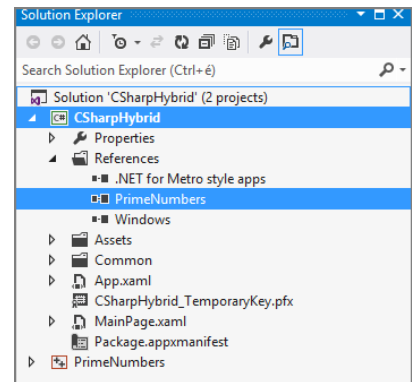 Solution Explorer
Search Solution Explorer (Ctrl+é)
Solution 'CSharpHybrid' (2 projects)
C# CSharpHybrid
Properties
References
.NET for Metro style apps
PrimeNumbers
Windows
Assets
Common
App.xaml
CSharpHybrid_TemporaryKey.pfx
MainPage.xaml
Package.appxmanifest
PrimeNumbers